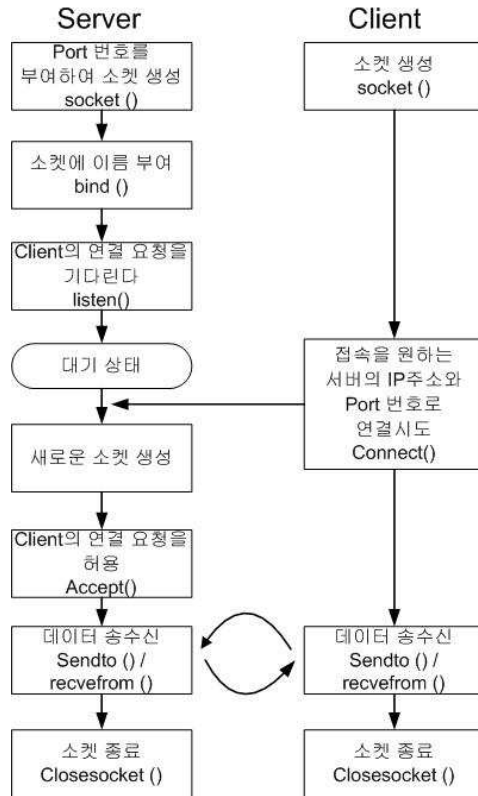 Server
Port 번호를
부여하여 소켓 생성
socket ()
소켓에 이름 부여
bind ()
Client의 연결 요청을
기다린다
listen()
대기 상태
새로운 소켓 생성
Client의 연결 요청을
허용
Accept()
데이터 송수신
Sendto () /
recvefrom ()
소켓 종료
Closesocket ()
Client
소켓 생성
socket ()
접속을 원하는
서버의 IP주소와
Port 번호로
연결시도
Connect()
데이터 송수신
Sendto () /
recvefrom ()
소켓 종료
Closesocket ()